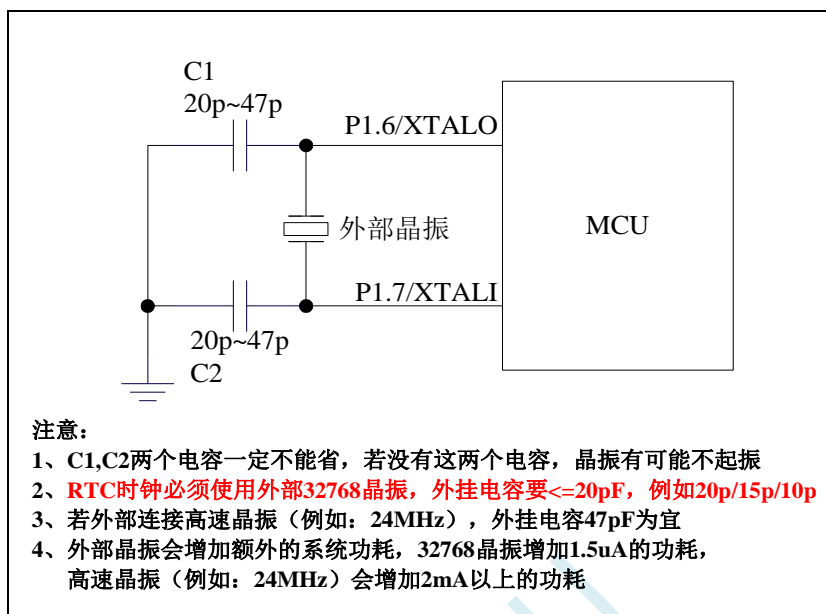 C1
20p~47p
P1.6/XTALO
外部晶振
MCU
P1.7/XTALI
20p~47p
C2
注意：
1、C1,C2两个电容一定不能省，若没有这两个电容，晶振有可能不起振
2、RTC时钟必须使用外部32768晶振，外挂电容要<=20pF，例如20p/15p/10p
3、若外部连接高速晶振（例如：24MHz），外挂电容47pF为宜
4、外部晶振会增加额外的系统功耗，32768晶振增加1.5uA的功耗，
高速晶振（例如：24MHz）会增加2mA以上的功耗